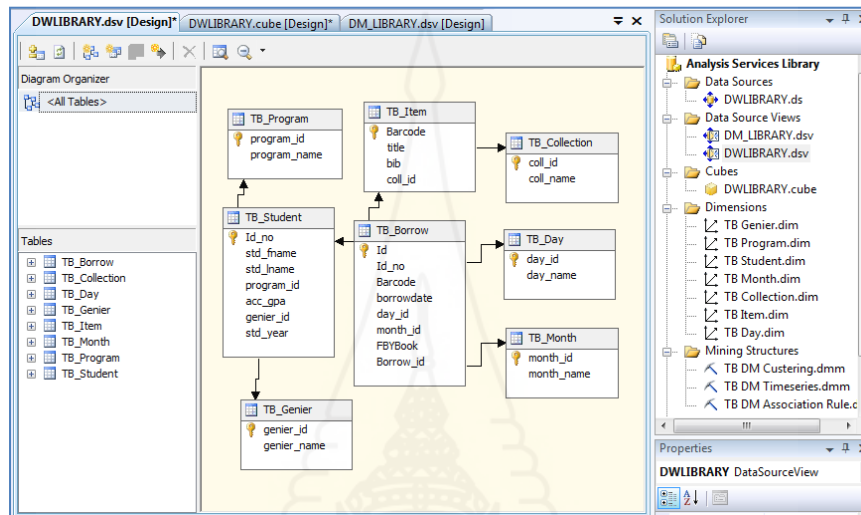 DWLIBRARY.dsv [Design]*
DWLIBRARY.cube [Design]*
DM_LIBRARY.dsv [Design]
Diagram Organizer
<All Tables>
Tables
TB_Borrow
TB_Collection
TB_Day
TB_Genier
TB_Item
TB_Month
TB_Program
TB_Student
TB_Program
program_id
program_name
TB_Item
Barcode
title
bib
coll_id
TB_Collection
coll_id
coll_name
TB_Student
Id_no
std_fname
std_lname
program_id
acc_gpa
genier_id
std_year
TB_Borrow
Id
Id_no
Barcode
borrowdate
day_id
month_id
FBYBook
Borrow_id
TB_Day
day_id
day_name
TB_Month
month_id
month_name
TB_Genier
genier_id
genier_name
Solution Explorer
Analysis Services Library
Data Sources
DWLIBRARY.ds
Data Source Views
DM_LIBRARY.dsv
DWLIBRARY.dsv
Cubes
DWLIBRARY.cube
Dimensions
TB Genier.dim
TB Program.dim
TB Student.dim
TB Month.dim
TB Collection.dim
TB Item.dim
TB Day.dim
Mining Structures
TB DM Custering.dmm
TB DM Timeseries.dmm
TB DM Association Rule.d
Properties
DWLIBRARY DataSourceView